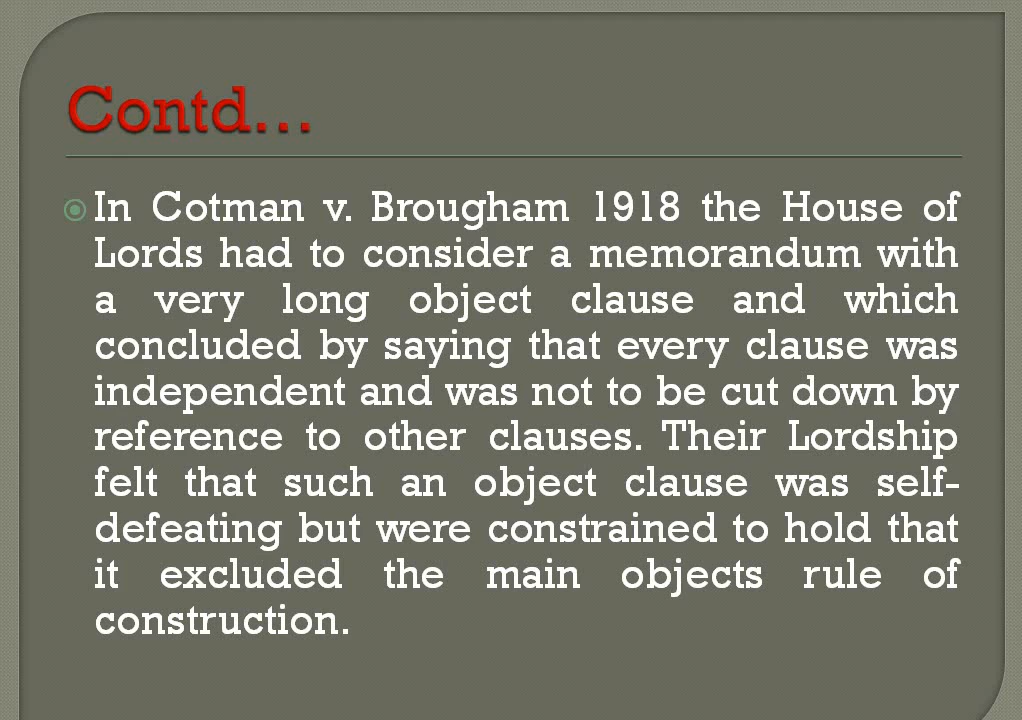 Contd...
In Cotman v. Brougham 1918 the House of
Lords had to consider a memorandum with
a very long object clause and which
concluded by saying that every clause was
independent and was not to be cut down by
reference to other clauses. Their Lordship
felt that such an object clause was self-
defeating but were constrained to hold that
it excluded the main objects rule of
construction.